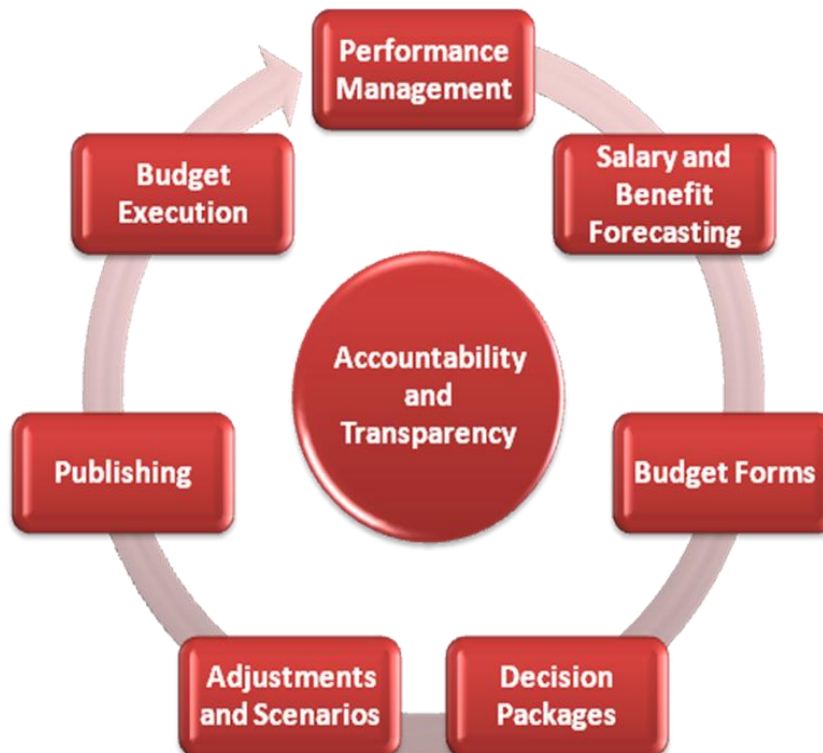 Performance
Management
Salary and
Benefit
Forecasting
Budget Forms
Decision
Packages
Adjustments
and Scenarios
Publishing
Budget
Execution
Accountability
and
Transparency